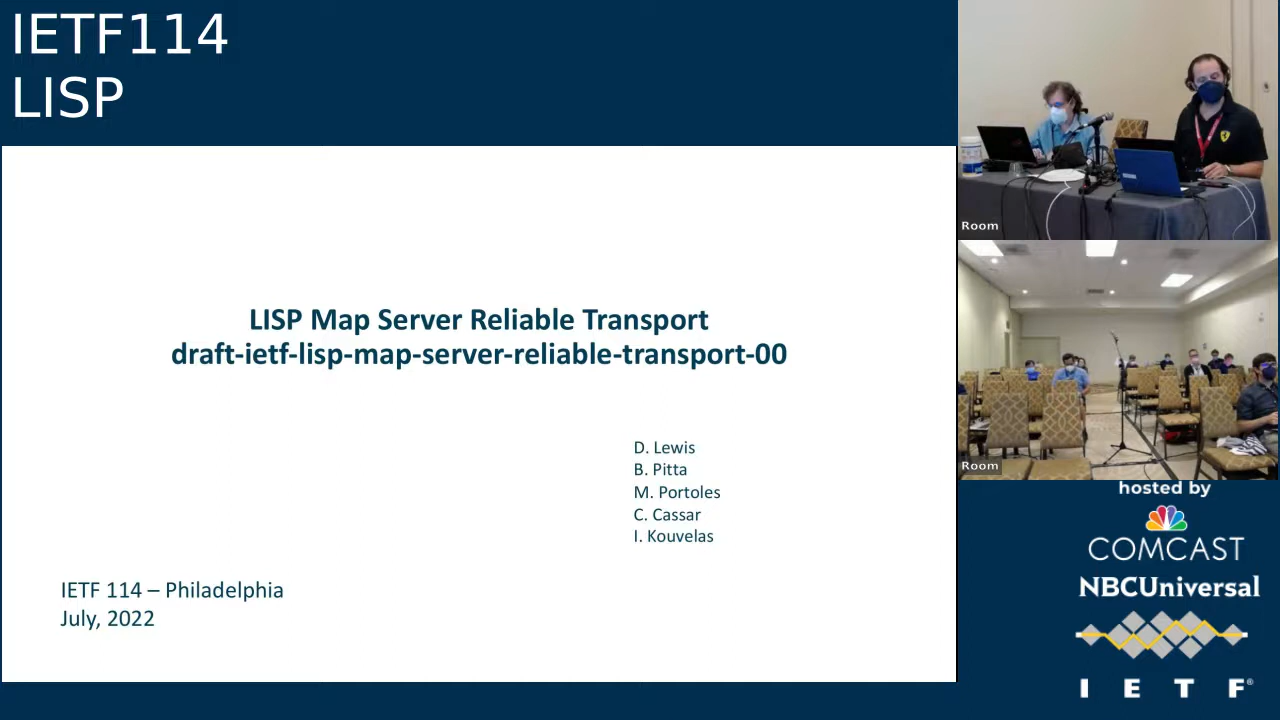 IETF114
LISP
LISP Map Server Reliable Transport
draft-ietf-lisp-map-server-reliable-transport-00
D. Lewis
B. Pitta
M. Portoles
C. Cassar
I. Kouvelas
IETF 114 – Philadelphia
July, 2022
Room
Room
hosted by
COMCAST
NBCUniversal
I E T F®